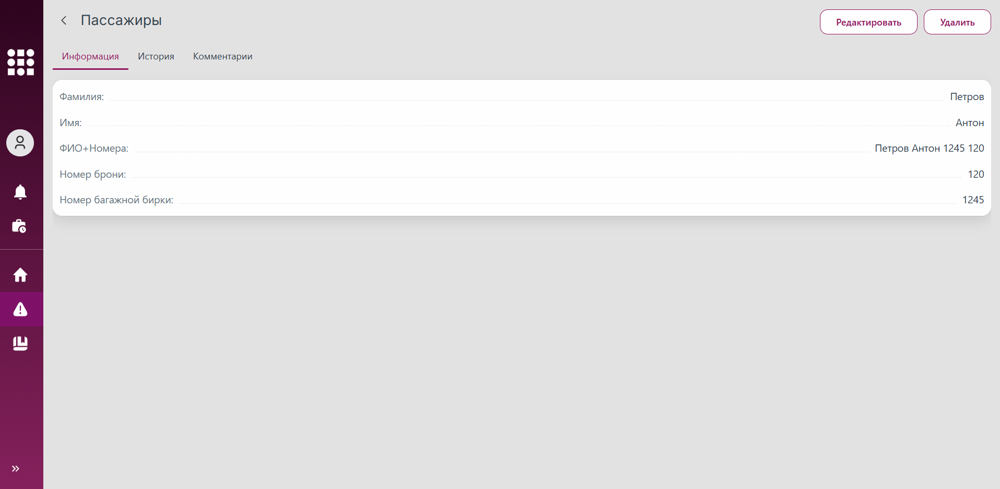 Пассажиры
Редактировать
Удалить
Информация
История
Комментарии
Фамилия: Петров
Имя: Антон
ФИО+Номера: Петров Антон 1245 120
Номер брони: 120
Номер багажной бирки: 1245